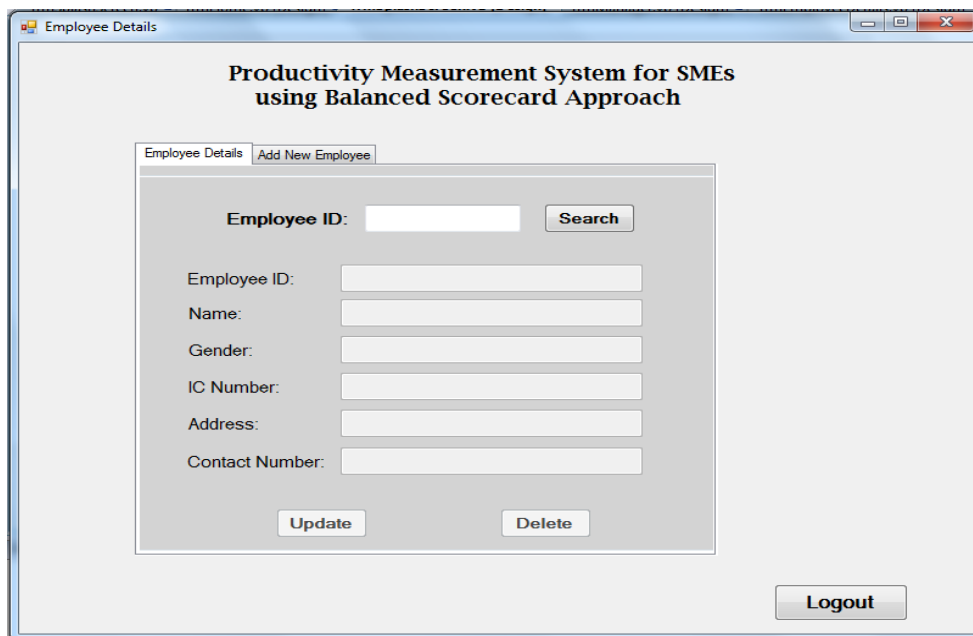 Employee Details
Productivity Measurement System for SMEs
using Balanced Scorecard Approach
Employee Details Add New Employee
Employee ID: Search
Employee ID:
Name:
Gender:
IC Number:
Address:
Contact Number:
Update Delete
Logout